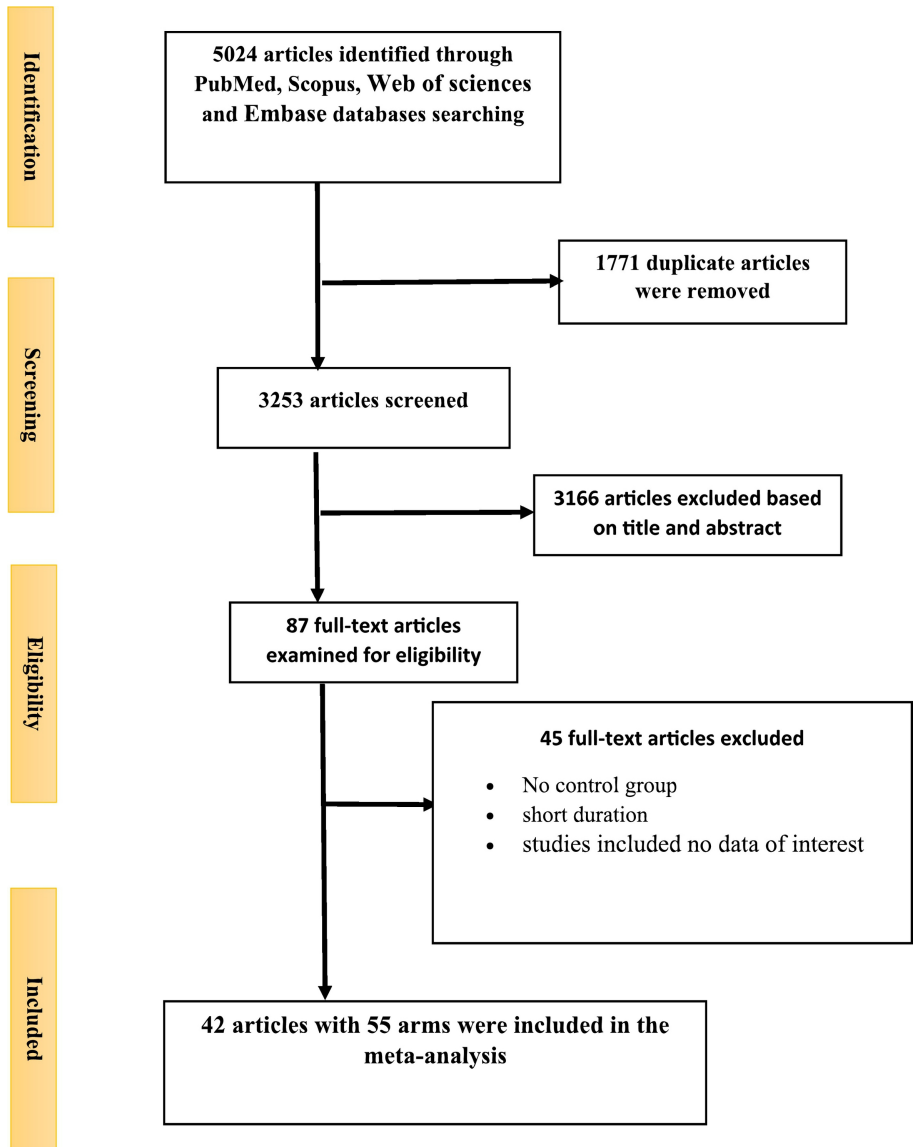 Identification
5024 articles identified through
PubMed, Scopus, Web of sciences
and Embase databases searching
1771 duplicate articles
were removed
Screening
3253 articles screened
3166 articles excluded based
on title and abstract
Eligibility
87 full-text articles
examined for eligibility
45 full-text articles excluded
• No control group
• short duration
• studies included no data of interest
Included
42 articles with 55 arms were included in the
meta-analysis